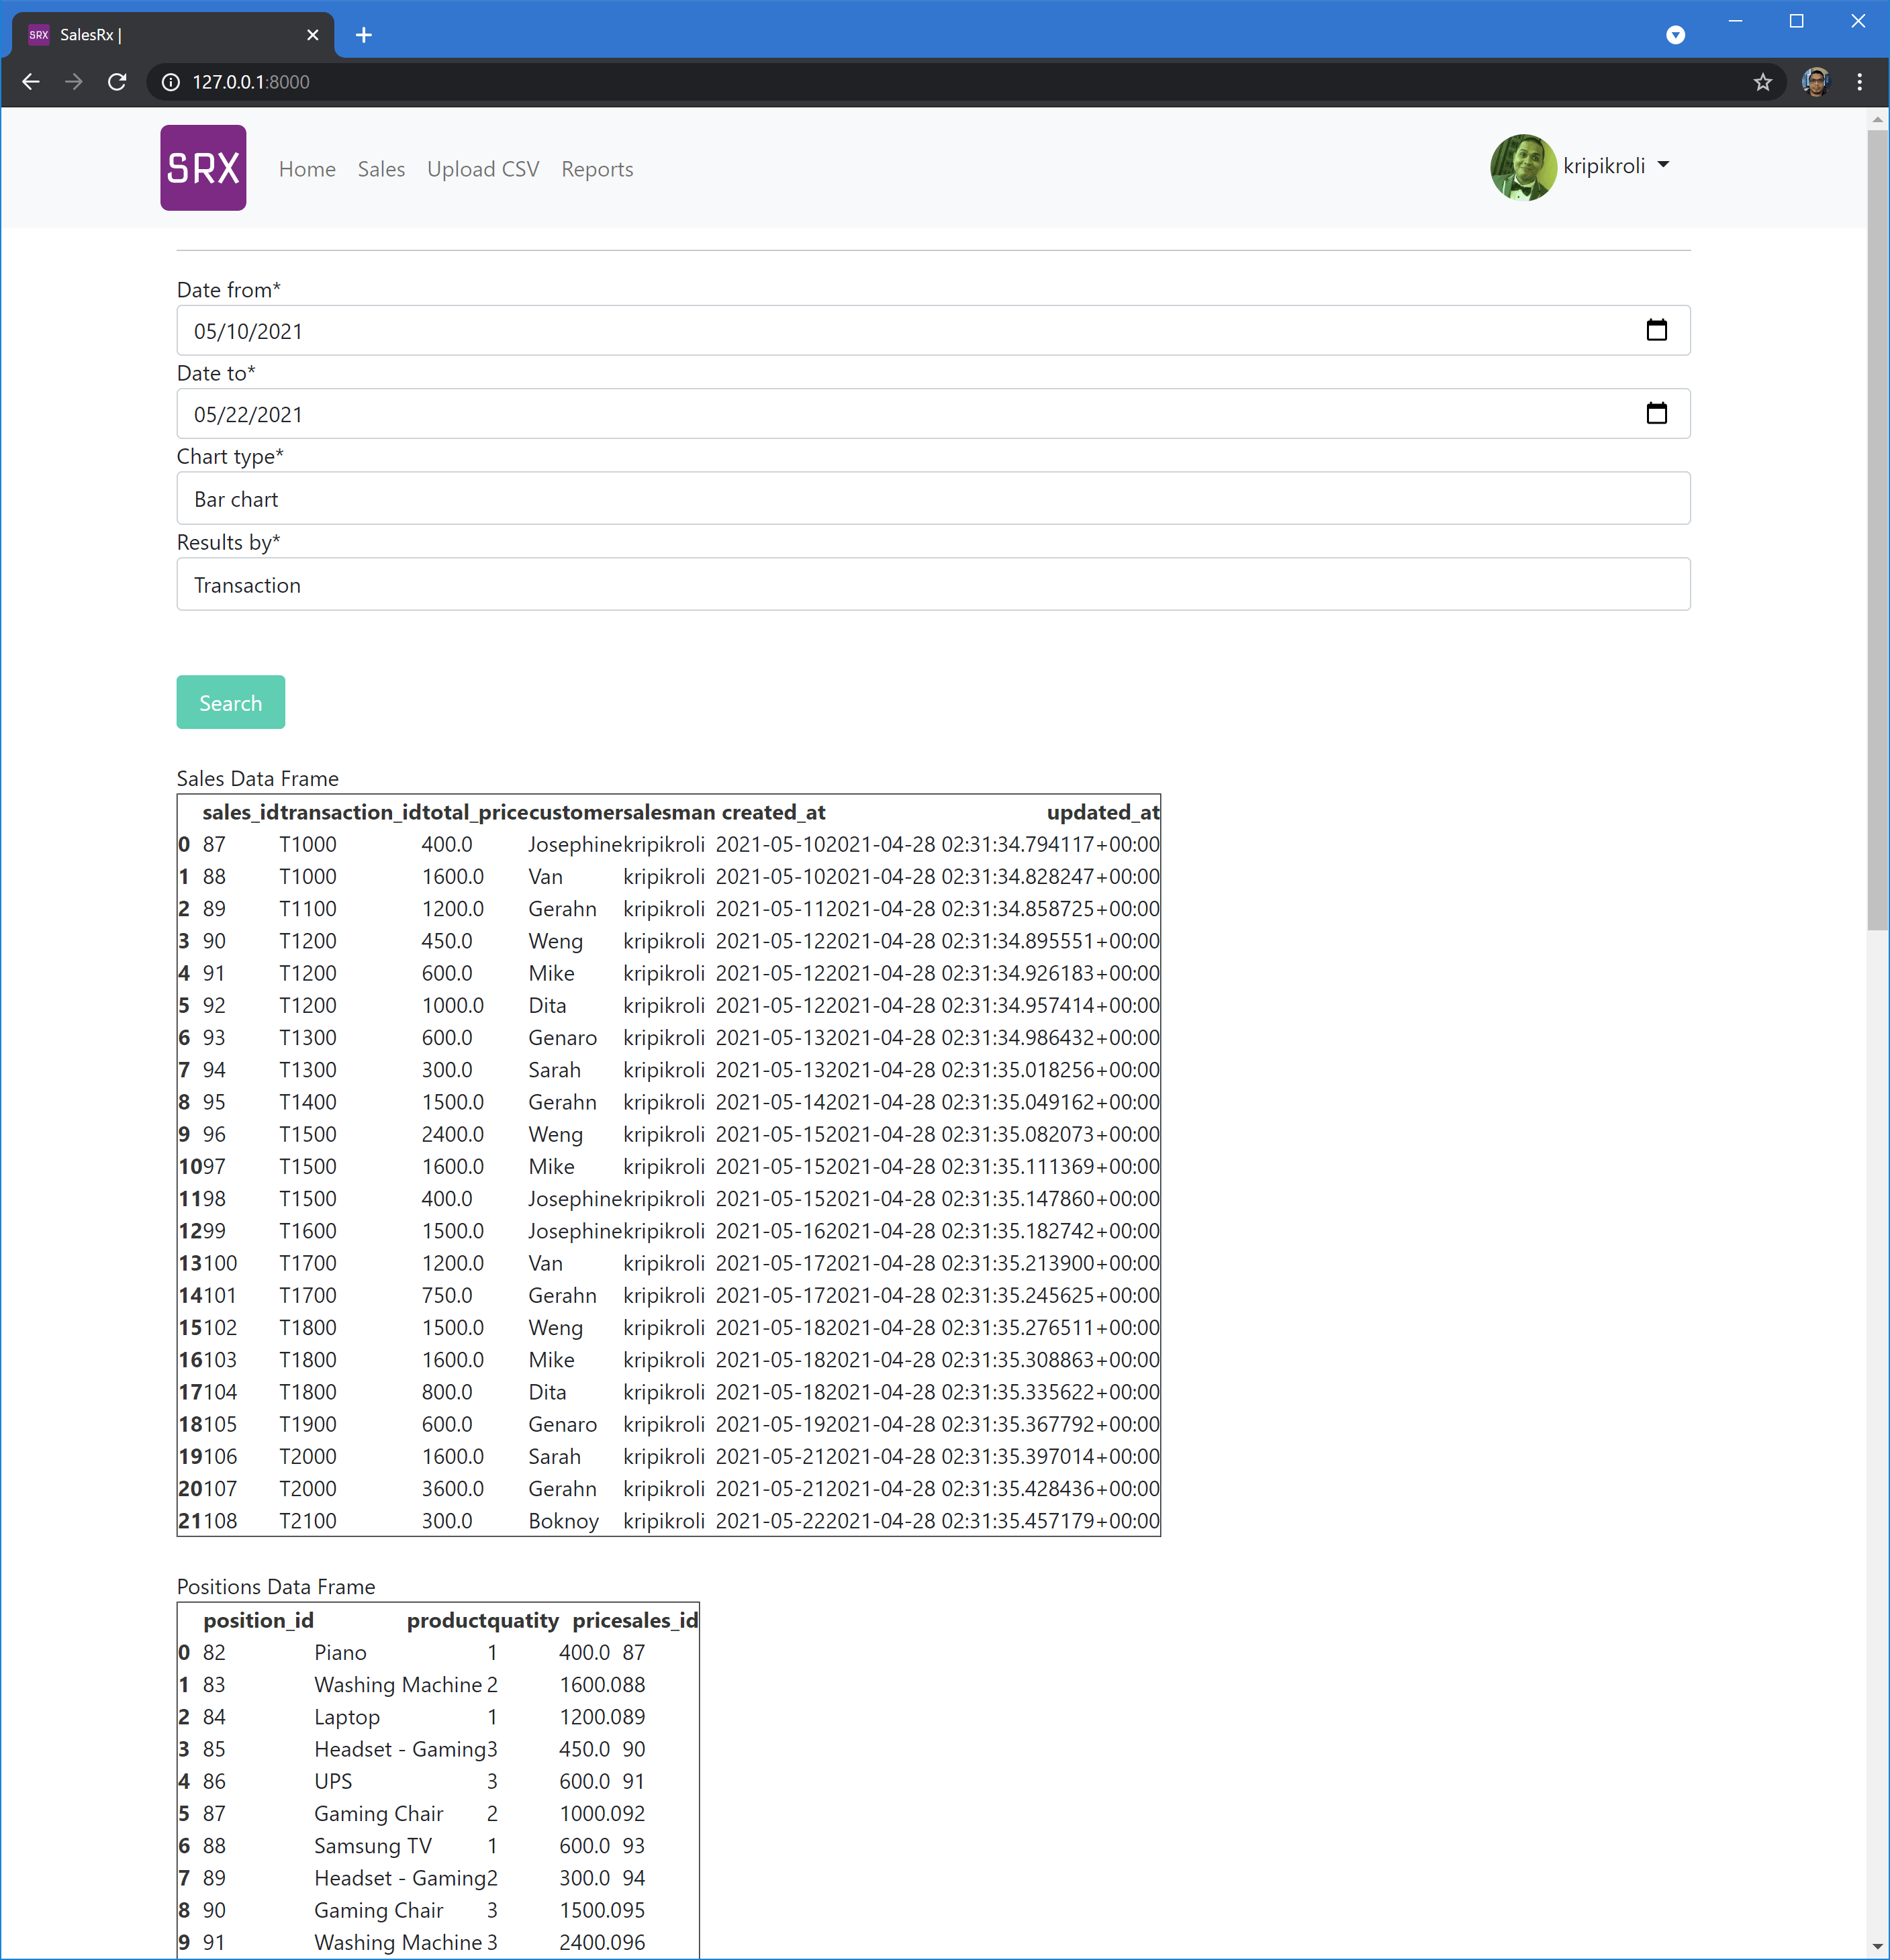 SRX SalesRx |
127.0.0.1:8000
SRX Home Sales Upload CSV Reports kripikroli
Date from*
05/10/2021
Date to*
05/22/2021
Chart type*
Bar chart
Results by*
Transaction
Search
Sales Data Frame
sales_id transaction_id total_price customer salesman created_at updated_at
0 87 T1000 400.0 Josephine kripikroli 2021-05-10 2021-04-28 02:31:34.794117+00:00
1 88 T1000 1600.0 Van kripikroli 2021-05-10 2021-04-28 02:31:34.828247+00:00
2 89 T1100 1200.0 Gerahn kripikroli 2021-05-11 2021-04-28 02:31:34.858725+00:00
3 90 T1200 450.0 Weng kripikroli 2021-05-12 2021-04-28 02:31:34.895551+00:00
4 91 T1200 600.0 Mike kripikroli 2021-05-12 2021-04-28 02:31:34.926183+00:00
5 92 T1200 1000.0 Dita kripikroli 2021-05-12 2021-04-28 02:31:34.957414+00:00
6 93 T1300 600.0 Genaro kripikroli 2021-05-13 2021-04-28 02:31:34.986432+00:00
7 94 T1300 300.0 Sarah kripikroli 2021-05-13 2021-04-28 02:31:35.018256+00:00
8 95 T1400 1500.0 Gerahn kripikroli 2021-05-14 2021-04-28 02:31:35.049162+00:00
9 96 T1500 2400.0 Weng kripikroli 2021-05-15 2021-04-28 02:31:35.082073+00:00
10 97 T1500 1600.0 Mike kripikroli 2021-05-15 2021-04-28 02:31:35.111369+00:00
11 98 T1500 400.0 Josephine kripikroli 2021-05-15 2021-04-28 02:31:35.147860+00:00
12 99 T1600 1500.0 Josephine kripikroli 2021-05-16 2021-04-28 02:31:35.182742+00:00
13 100 T1700 1200.0 Van kripikroli 2021-05-17 2021-04-28 02:31:35.213900+00:00
14 101 T1700 750.0 Gerahn kripikroli 2021-05-17 2021-04-28 02:31:35.245625+00:00
15 102 T1800 1500.0 Weng kripikroli 2021-05-18 2021-04-28 02:31:35.276511+00:00
16 103 T1800 1600.0 Mike kripikroli 2021-05-18 2021-04-28 02:31:35.308863+00:00
17 104 T1800 800.0 Dita kripikroli 2021-05-18 2021-04-28 02:31:35.335622+00:00
18 105 T1900 600.0 Genaro kripikroli 2021-05-19 2021-04-28 02:31:35.367792+00:00
19 106 T2000 1600.0 Sarah kripikroli 2021-05-21 2021-04-28 02:31:35.397014+00:00
20 107 T2000 3600.0 Gerahn kripikroli 2021-05-21 2021-04-28 02:31:35.428436+00:00
21 108 T2100 300.0 Boknoy kripikroli 2021-05-22 2021-04-28 02:31:35.457179+00:00
Positions Data Frame
position_id product quatity price sales_id
0 82 Piano 1 400.0 87
1 83 Washing Machine 2 1600.0 88
2 84 Laptop 1 1200.0 89
3 85 Headset - Gaming 3 450.0 90
4 86 UPS 3 600.0 91
5 87 Gaming Chair 2 1000.0 92
6 88 Samsung TV 1 600.0 93
7 89 Headset - Gaming 2 300.0 94
8 90 Gaming Chair 3 1500.0 95
9 91 Washing Machine 3 2400.0 96